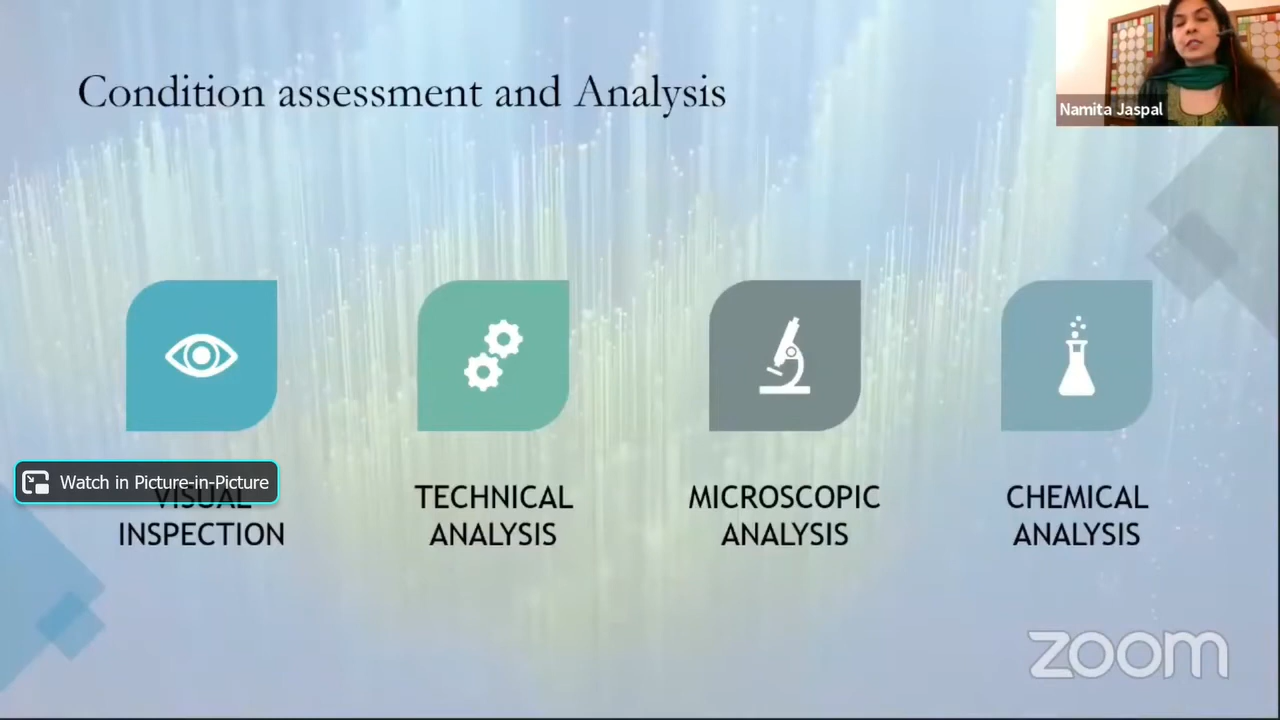 Condition assessment and Analysis
Namita Jaspal
Watch in Picture-in-Picture
VISUAL
INSPECTION
TECHNICAL
ANALYSIS
MICROSCOPIC
ANALYSIS
CHEMICAL
ANALYSIS
zoom